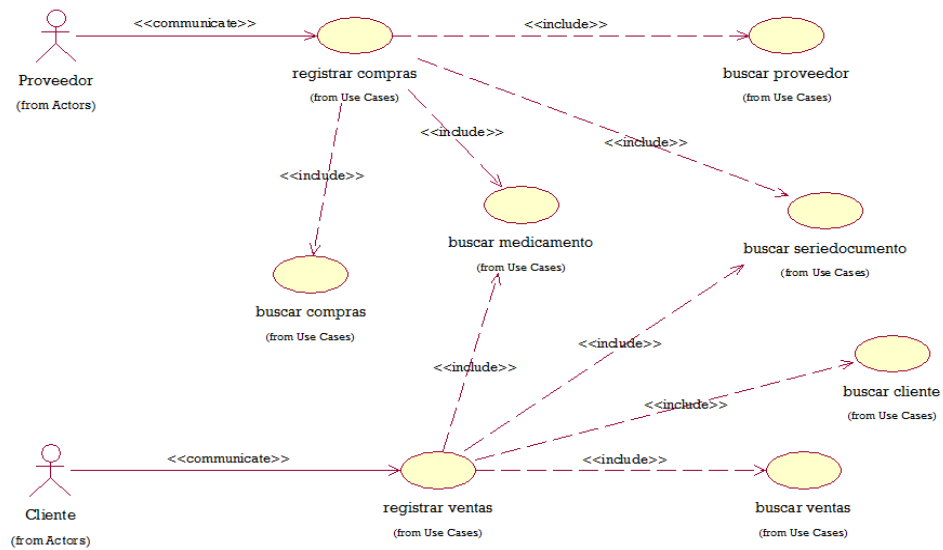 <<communicate>>
<<include>>
Proveedor
(from Actors)
registrar compras
(from Use Cases)
buscar proveedor
(from Use Cases)
<<include>>
<<include>>
<<include>>
buscar medicamento
(from Use Cases)
buscar seriedocumento
(from Use Cases)
buscar compras
(from Use Cases)
<<include>>
<<include>>
buscar cliente
(from Use Cases)
<<include>>
<<communicate>>
<<include>>
Cliente
(from Actors)
registrar ventas
(from Use Cases)
buscar ventas
(from Use Cases)